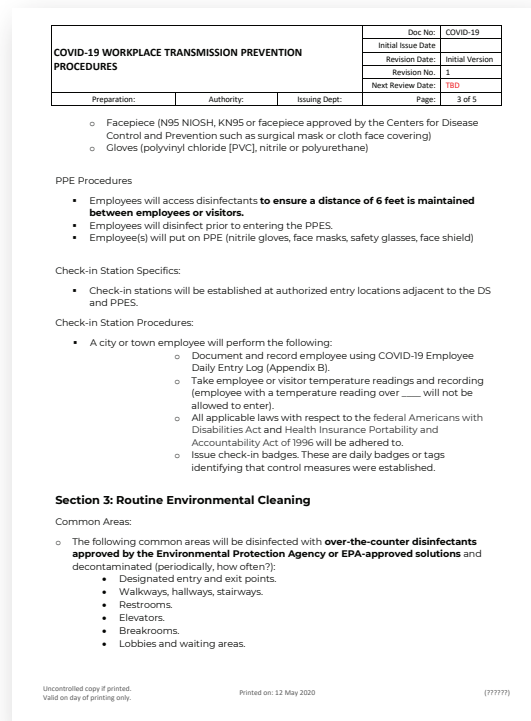 COVID-19 WORKPLACE TRANSMISSION PREVENTION
PROCEDURES
Doc No: COVID-19
Initial Issue Date
Revision Date: Initial Version
Revision No. 1
Next Review Date: TBD
Preparation: Authority: Issuing Dept: Page: 3 of 5
o Facepiece (N95 NIOSH, KN95 or facepiece approved by the Centers for Disease
Control and Prevention such as surgical mask or cloth face covering)
o Gloves (polyvinyl chloride [PVC], nitrile or polyurethane)
PPE Procedures
▪ Employees will access disinfectants to ensure a distance of 6 feet is maintained
between employees or visitors.
▪ Employees will disinfect prior to entering the PPES.
▪ Employee(s) will put on PPE (nitrile gloves, face masks, safety glasses, face shield)
Check-in Station Specifics:
▪ Check-in stations will be established at authorized entry locations adjacent to the DS
and PPES.
Check-in Station Procedures:
▪ A city or town employee will perform the following:
o Document and record employee using COVID-19 Employee
Daily Entry Log (Appendix B).
o Take employee or visitor temperature readings and recording
(employee with a temperature reading over ____ will not be
allowed to enter).
o All applicable laws with respect to the federal Americans with
Disabilities Act and Health Insurance Portability and
Accountability Act of 1996 will be adhered to.
o Issue check-in badges. These are daily badges or tags
identifying that control measures were established.
Section 3: Routine Environmental Cleaning
Common Areas:
o The following common areas will be disinfected with over-the-counter disinfectants
approved by the Environmental Protection Agency or EPA-approved solutions and
decontaminated (periodically, how often?):
• Designated entry and exit points.
• Walkways, hallways, stairways.
• Restrooms.
• Elevators.
• Breakrooms.
• Lobbies and waiting areas.
Uncontrolled copy if printed.
Valid on day of printing only.
Printed on: 12 May 2020
(??????)